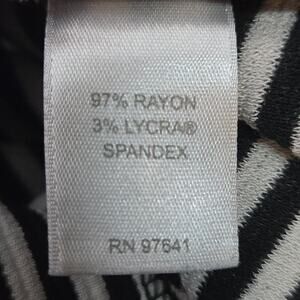 97% RAYON
3% LYCRA®
SPANDEX
RN 97641